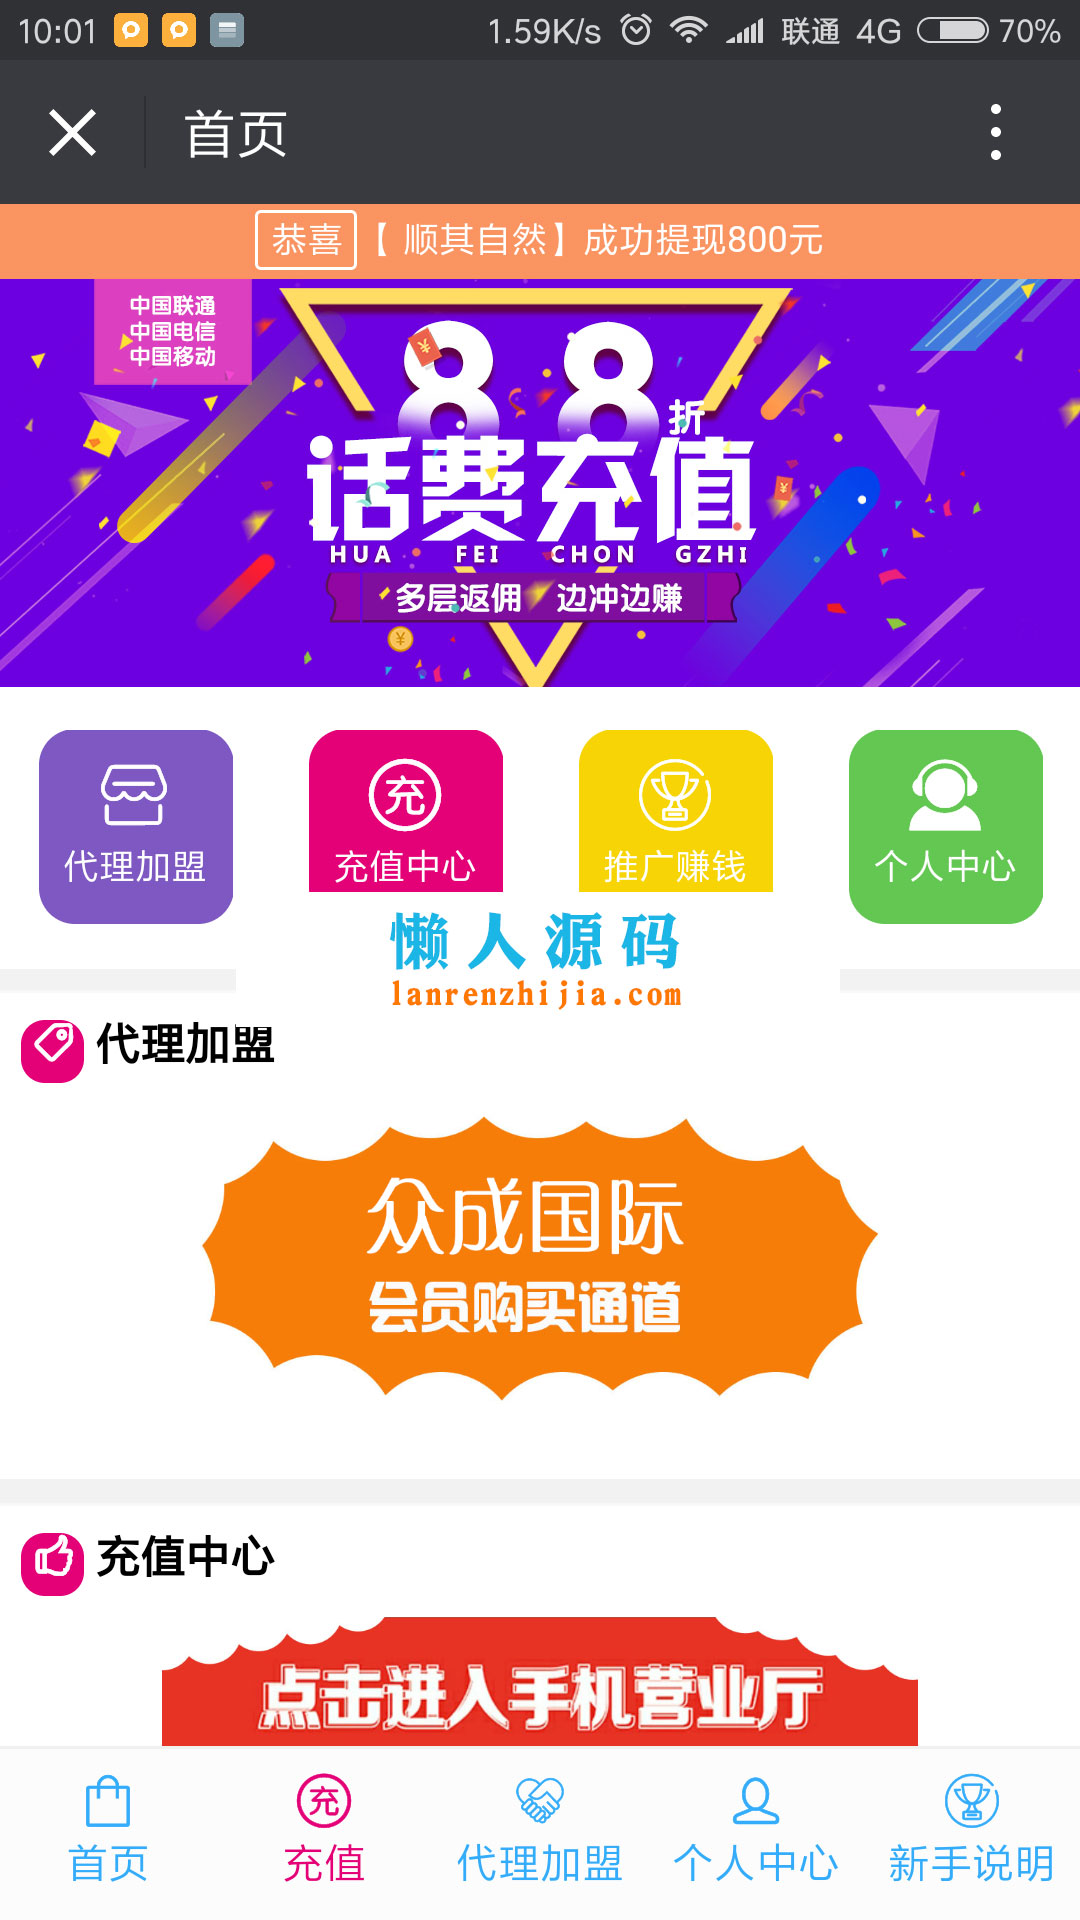 10:01 1.59K/s 联通 4G 70%
首页
恭喜 【 顺其自然】成功提现800元
中国联通
中国电信
中国移动
88折
话费充值
HUA FEI CHON GZHI
多层返佣 边冲边赚
充
代理加盟 充值中心 推广赚钱 个人中心
懒人源码
lanrenzhijia.com
代理加盟
众成国际
会员购买通道
充值中心
点击进入手机营业厅
充
首页 充值 代理加盟 个人中心 新手说明